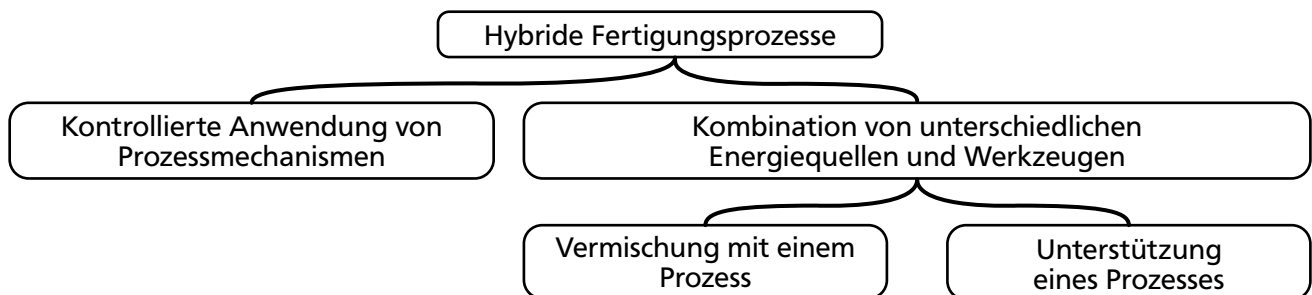 Hybride Fertigungsprozesse
Kontrollierte Anwendung von
Prozessmechanismen
Kombination von unterschiedlichen
Energiequellen und Werkzeugen
Vermischung mit einem
Prozess
Unterstützung
eines Prozesses